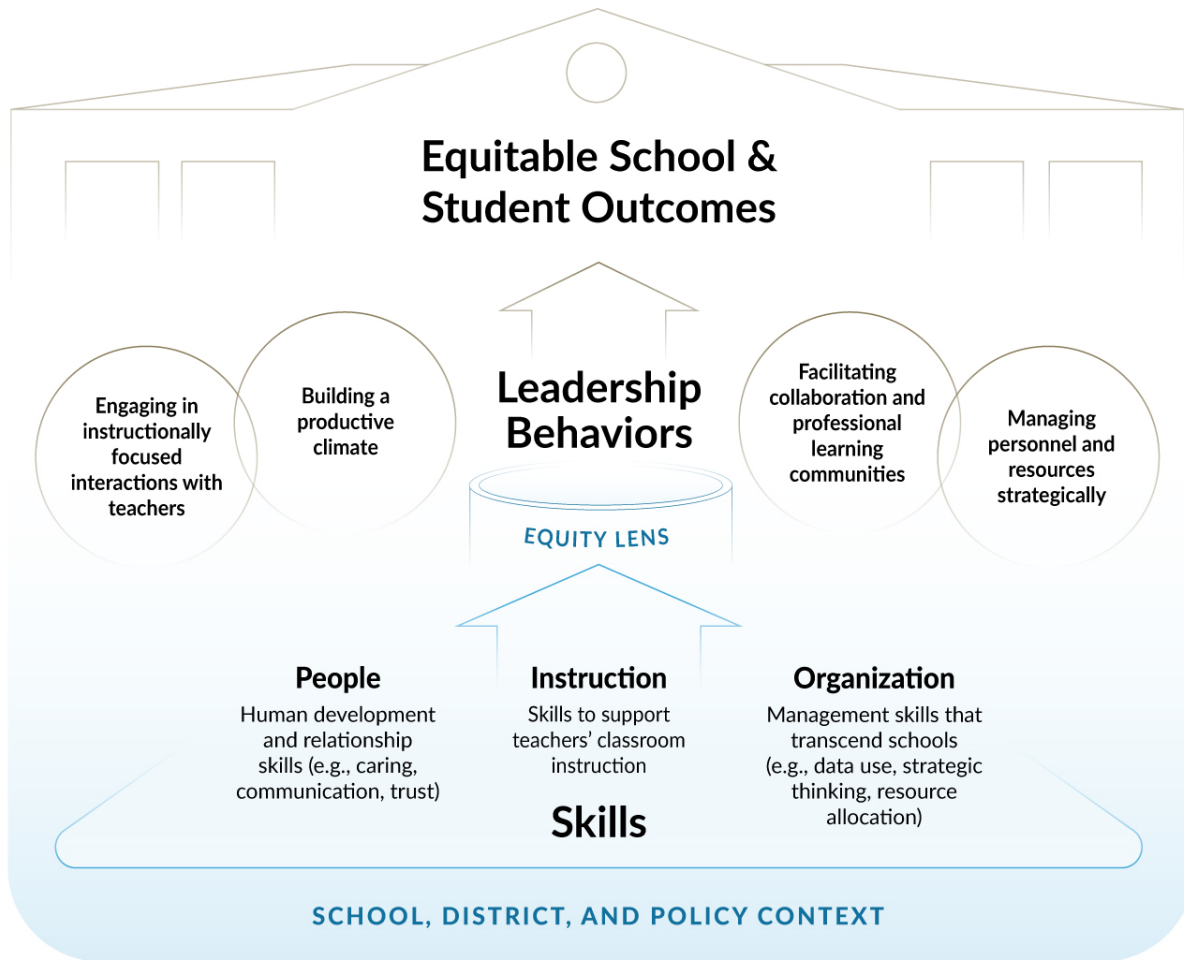 Equitable School &
Student Outcomes
Engaging in
instructionally
focused
interactions with
teachers
Building a
productive
climate
Leadership
Behaviors
Facilitating
collaboration and
professional
learning
communities
Managing
personnel and
resources
strategically
EQUITY LENS
People
Human development
and relationship
skills (e.g., caring,
communication, trust)
Instruction
Skills to support
teachers’ classroom
instruction
Organization
Management skills that
transcend schools
(e.g., data use, strategic
thinking, resource
allocation)
Skills
SCHOOL, DISTRICT, AND POLICY CONTEXT